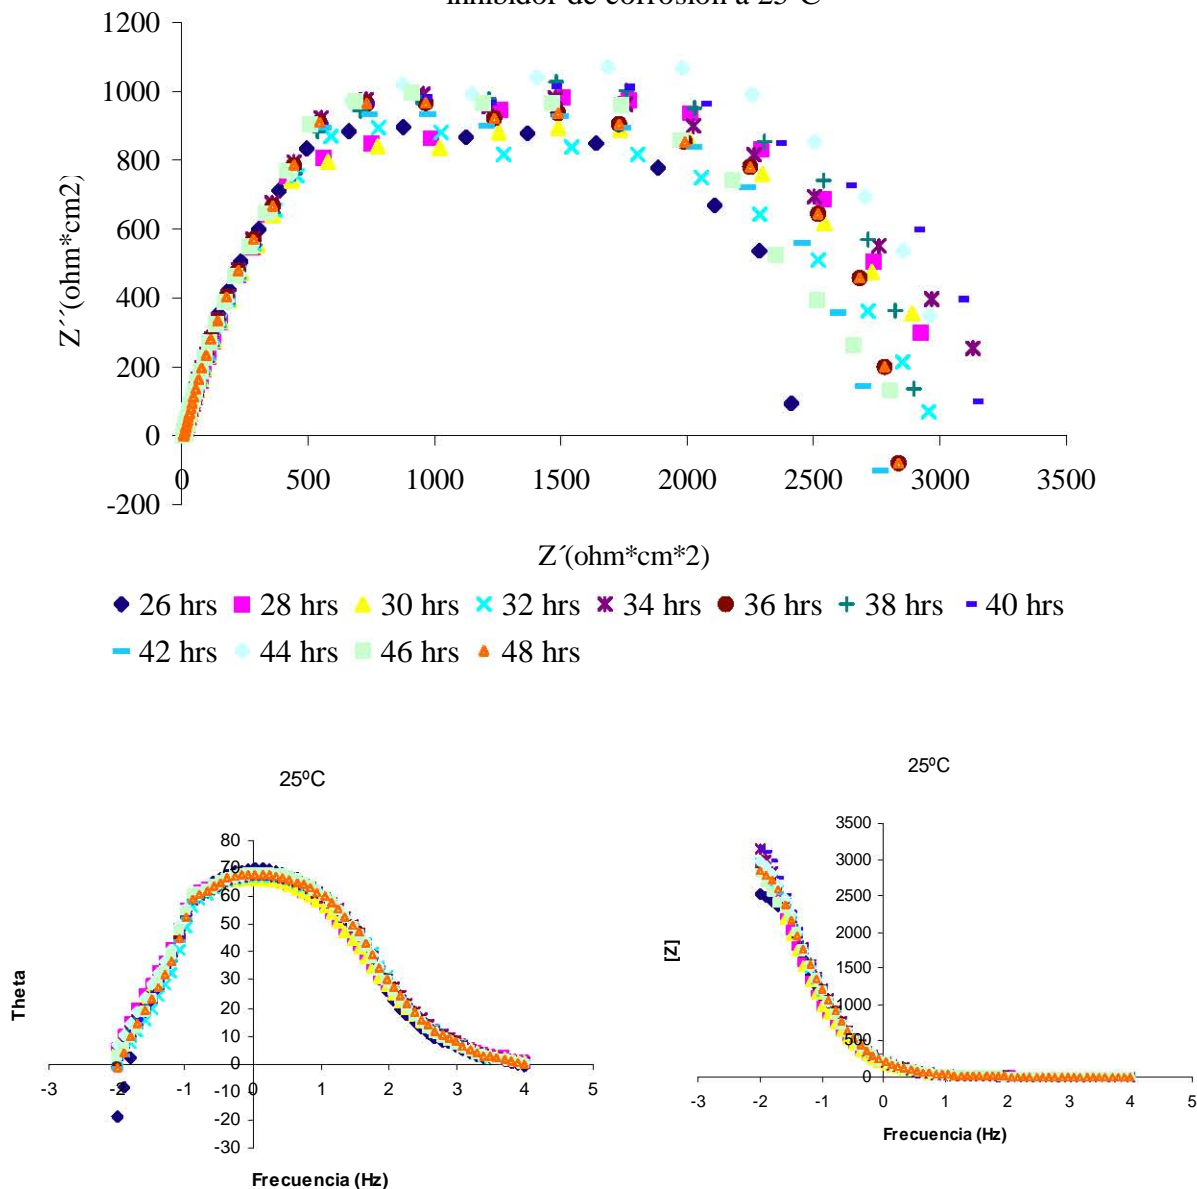 inhibidor de corrosión a 25°C
1200
1000
800
600
400
200
0
-200
Z´´(ohm*cm2)
0 500 1000 1500 2000 2500 3000 3500
Z´(ohm*cm*2)
26 hrs 28 hrs 30 hrs 32 hrs 34 hrs 36 hrs 38 hrs 40 hrs
42 hrs 44 hrs 46 hrs 48 hrs
25ºC
80
70
60
50
40
30
20
10
0
-10
-20
-30
Theta
-3 -2 -1 0 1 2 3 4 5
Frecuencia (Hz)
25ºC
3500
3000
2500
2000
1500
1000
500
0
[Z]
-3 -2 -1 0 1 2 3 4 5
Frecuencia (Hz)